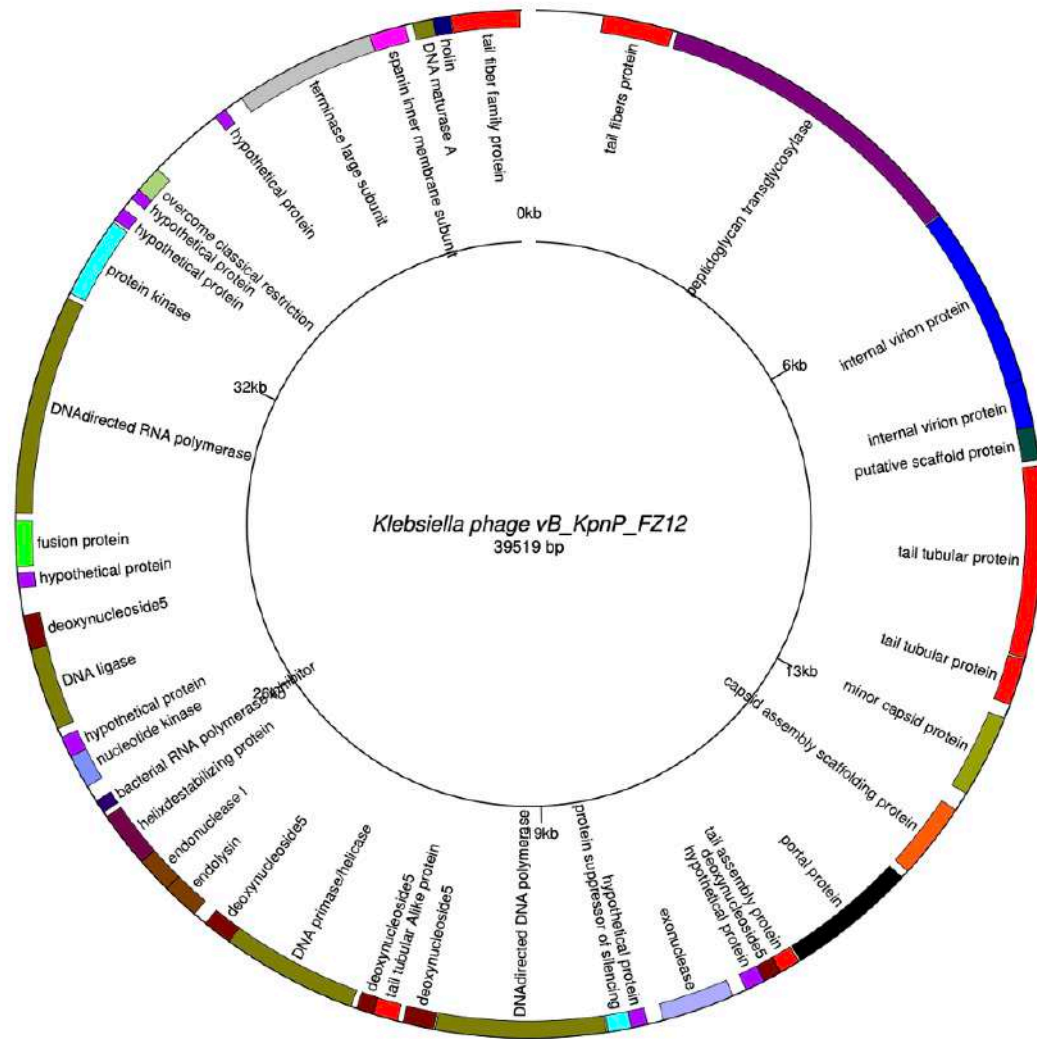 tail fibers protein
peptidoglycan transglycosylase
internal virion protein
internal virion protein
putative scaffold protein
tail tubular protein
tail tubular protein
minor capsid protein
capsid assembly scaffolding protein
portal protein
tail assembly protein
deoxynucleoside5
hypothetical protein
exonuclease
hypothetical protein
protein suppressor of silencing
DNAdirected DNA polymerase
deoxynucleoside5
tail tubular Alike protein
deoxynucleoside5
DNA primase/helicase
deoxynucleoside5
endolysin
endonuclease I
helixdestabilizing protein
bacterial RNA polymerase inhibitor
nucleotide kinase
hypothetical protein
DNA ligase
deoxynucleoside5
hypothetical protein
fusion protein
DNAdirected RNA polymerase
protein kinase
hypothetical protein
hypothetical protein
overcome classical restriction
hypothetical protein
terminase large subunit
spanin inner membrane subunit
DNA maturase A
holin
tail fiber family protein
0kb
6kb
13kb
19kb
26kb
32kb
Klebsiella phage vB_KpnP_FZ12
39519 bp